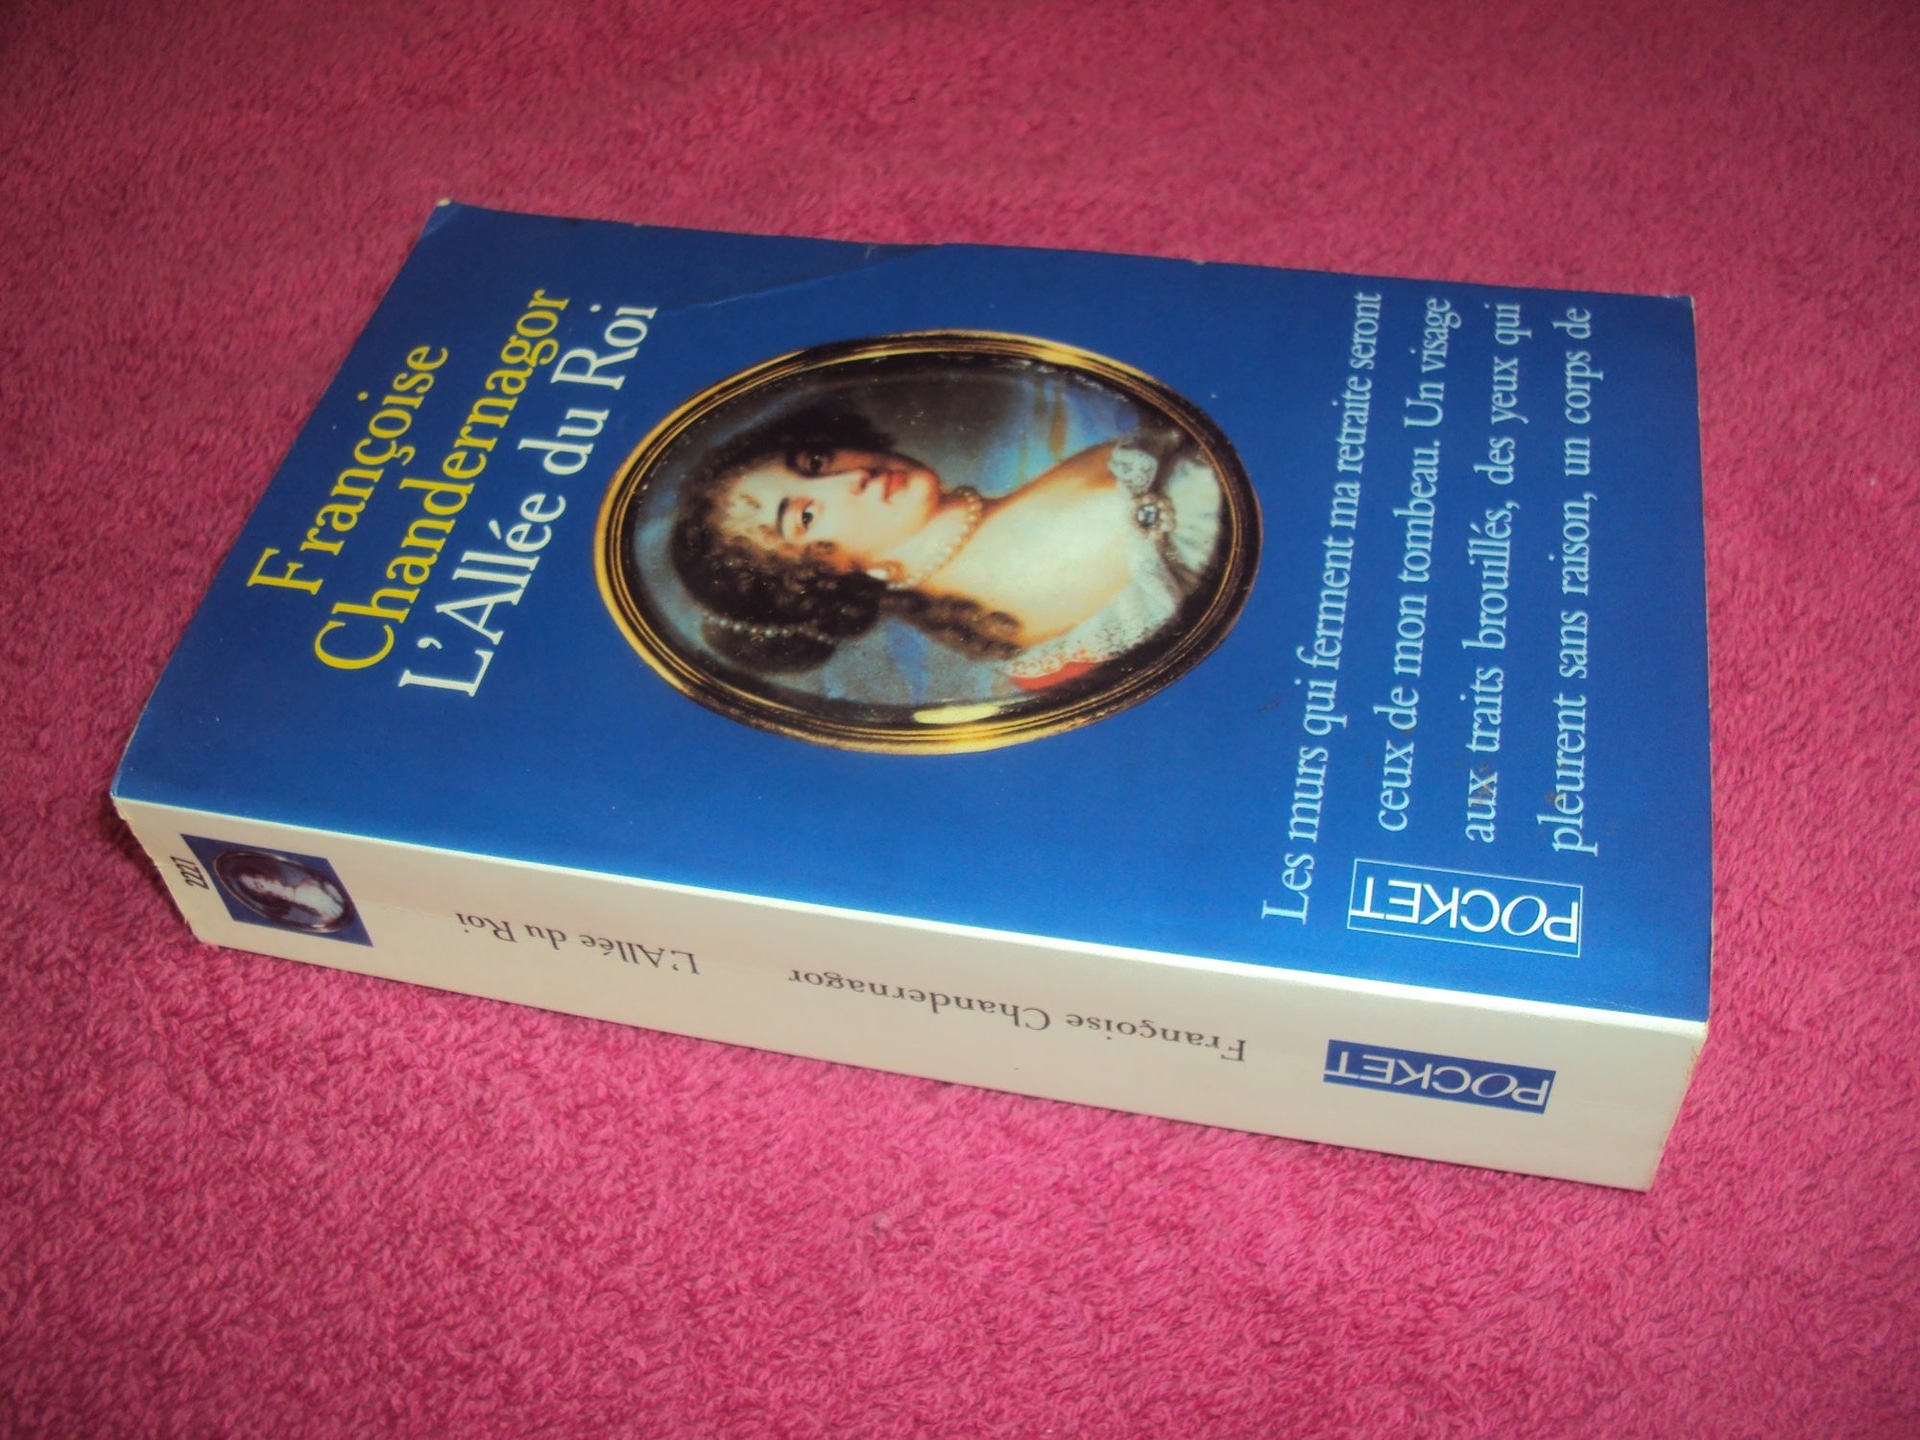 Françoise
Chandernagor
L'Allée du Roi
Les murs qui ferment ma retraite seront
ceux de mon tombeau. Un visage
aux traits brouillés, des yeux qui
pleurent sans raison, un corps de
POCKET
POCKET
Françoise Chandernagor
L'Allée du Roi
2227